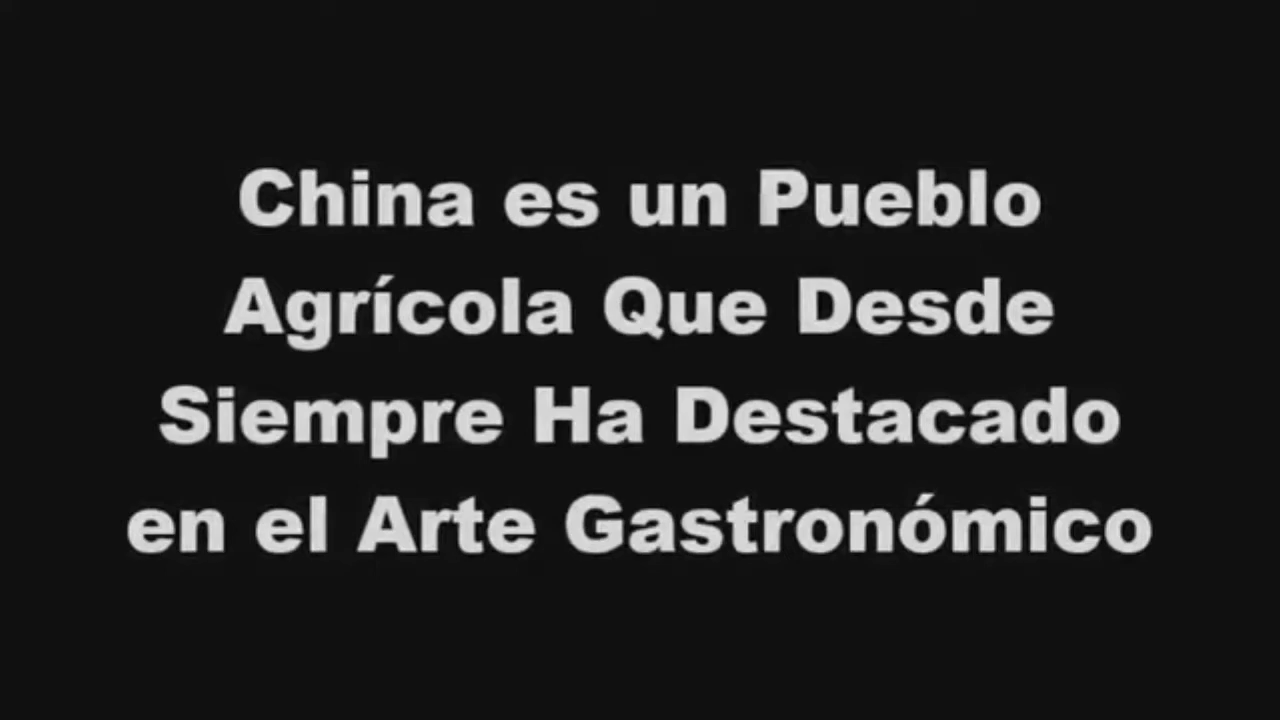 China es un Pueblo
Agrícola Que Desde
Siempre Ha Destacado
en el Arte Gastronómico